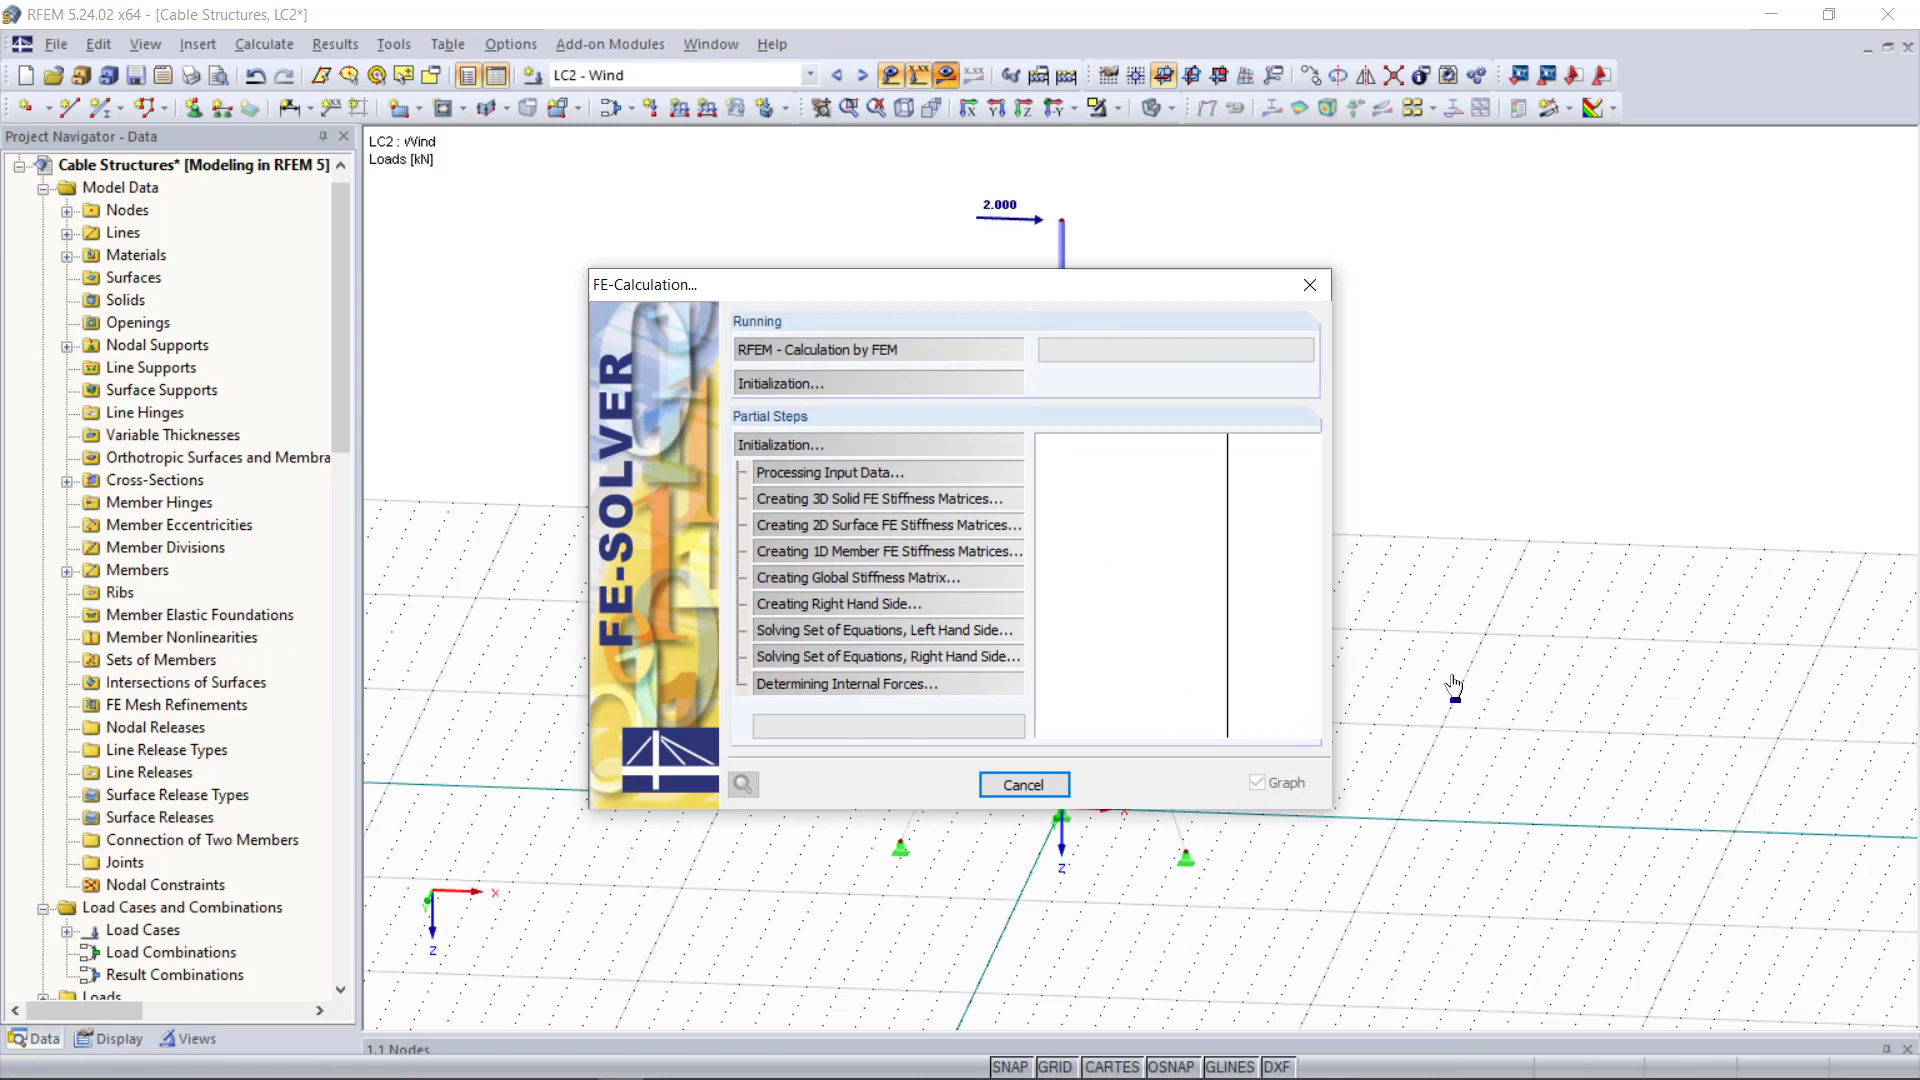 RFEM 5.24.02 x64 - [Cable Structures, LC2*]
File Edit View Insert Calculate Results Tools Table Options Add-on Modules Window Help
LC2 - Wind
Project Navigator - Data
Cable Structures* [Modeling in RFEM 5]
Model Data
Nodes
Lines
Materials
Surfaces
Solids
Openings
Nodal Supports
Line Supports
Surface Supports
Line Hinges
Variable Thicknesses
Orthotropic Surfaces and Membra
Cross-Sections
Member Hinges
Member Eccentricities
Member Divisions
Members
Ribs
Member Elastic Foundations
Member Nonlinearities
Sets of Members
Intersections of Surfaces
FE Mesh Refinements
Nodal Releases
Line Release Types
Line Releases
Surface Release Types
Surface Releases
Connection of Two Members
Joints
Nodal Constraints
Load Cases and Combinations
Load Cases
Load Combinations
Result Combinations
Loads
Data Display Views
LC2 : Wind
Loads [kN]
2.000
FE-Calculation...
FE-SOLVER
Running
RFEM - Calculation by FEM
Initialization...
Partial Steps
Initialization...
Processing Input Data...
Creating 3D Solid FE Stiffness Matrices...
Creating 2D Surface FE Stiffness Matrices...
Creating 1D Member FE Stiffness Matrices...
Creating Global Stiffness Matrix...
Creating Right Hand Side...
Solving Set of Equations, Left Hand Side...
Solving Set of Equations, Right Hand Side...
Determining Internal Forces...
Cancel
Graph
X
Z
X
Z
1.1 Nodes
SNAP GRID CARTES OSNAP GLINES DXF